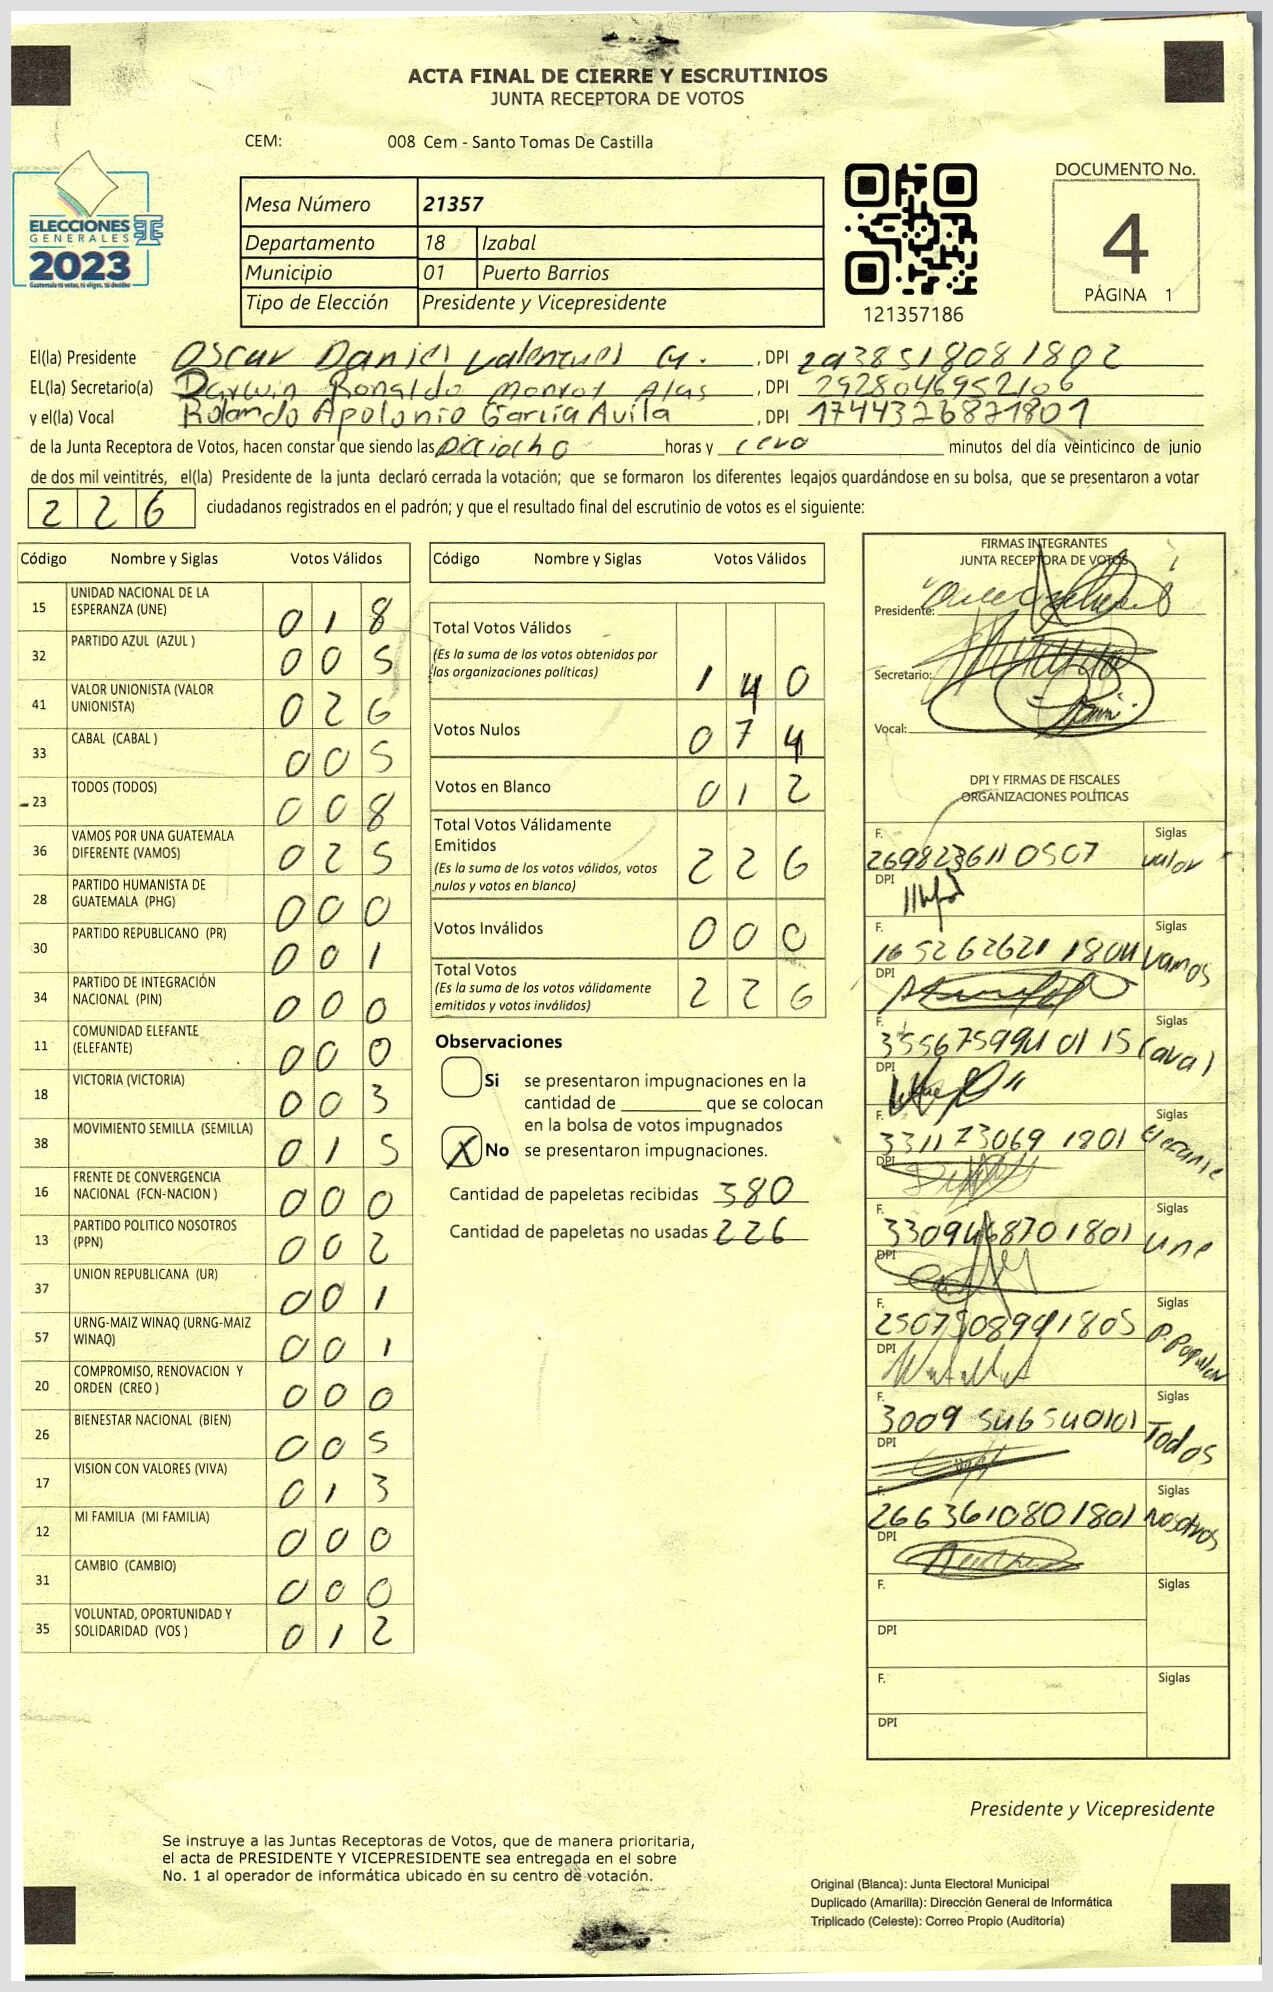 ACTA FINAL DE CIERRE Y ESCRUTINIOS
JUNTA RECEPTORA DE VOTOS
CEM: 008 Cem - Santo Tomas De Castilla
ELECCIONES
GENERALES
2023
Guatemala tú votas, tú eliges, tú decides
Mesa Número 21357
Departamento 18 Izabal
Municipio 01 Puerto Barrios
Tipo de Elección Presidente y Vicepresidente
121357186
DOCUMENTO No.
4
PÁGINA 1
El(la) Presidente Oscar Daniel Valenzuel G. , DPI 2938518081802
EL(la) Secretario(a) Darwin Ronaldo Monroy Alas , DPI 2928046952106
y el(la) Vocal Rolando Apolonio García Avila , DPI 1744326871801
de la Junta Receptora de Votos, hacen constar que siendo las Dieciocho horas y cero minutos del día veinticinco de junio
de dos mil veintitrés, el(la) Presidente de la junta declaró cerrada la votación; que se formaron los diferentes legajos guardándose en su bolsa, que se presentaron a votar
226 ciudadanos registrados en el padrón; y que el resultado final del escrutinio de votos es el siguiente:
Código Nombre y Siglas Votos Válidos
15 UNIDAD NACIONAL DE LA ESPERANZA (UNE) 018
32 PARTIDO AZUL (AZUL ) 005
41 VALOR UNIONISTA (VALOR UNIONISTA) 026
33 CABAL (CABAL ) 005
23 TODOS (TODOS) 008
36 VAMOS POR UNA GUATEMALA DIFERENTE (VAMOS) 025
28 PARTIDO HUMANISTA DE GUATEMALA (PHG) 000
30 PARTIDO REPUBLICANO (PR) 001
34 PARTIDO DE INTEGRACIÓN NACIONAL (PIN) 000
11 COMUNIDAD ELEFANTE (ELEFANTE) 000
18 VICTORIA (VICTORIA) 003
38 MOVIMIENTO SEMILLA (SEMILLA) 015
16 FRENTE DE CONVERGENCIA NACIONAL (FCN-NACION ) 000
13 PARTIDO POLITICO NOSOTROS (PPN) 002
37 UNION REPUBLICANA (UR) 001
57 URNG-MAIZ WINAQ (URNG-MAIZ WINAQ) 001
20 COMPROMISO, RENOVACION Y ORDEN (CREO ) 000
26 BIENESTAR NACIONAL (BIEN) 005
17 VISION CON VALORES (VIVA) 013
12 MI FAMILIA (MI FAMILIA) 000
31 CAMBIO (CAMBIO) 000
35 VOLUNTAD, OPORTUNIDAD Y SOLIDARIDAD (VOS ) 012
Código Nombre y Siglas Votos Válidos
Total Votos Válidos
(Es la suma de los votos obtenidos por
las organizaciones políticas) 140
Votos Nulos 074
Votos en Blanco 012
Total Votos Válidamente
Emitidos
(Es la suma de los votos válidos, votos
nulos y votos en blanco) 226
Votos Inválidos 000
Total Votos
(Es la suma de los votos válidamente
emitidos y votos inválidos) 226
Observaciones
Si se presentaron impugnaciones en la
cantidad de ________ que se colocan
en la bolsa de votos impugnados
X No se presentaron impugnaciones.
Cantidad de papeletas recibidas 380
Cantidad de papeletas no usadas 226
FIRMAS INTEGRANTES
JUNTA RECEPTORA DE VOTOS
Presidente:
Secretario:
Vocal:
DPI Y FIRMAS DE FISCALES
ORGANIZACIONES POLÍTICAS
F. 2698236110507 Siglas Valor
DPI
F. 1652626211804 Siglas Vamos
DPI
F. 3556759940115 Siglas Caval
DPI
F. 3311730691801 Siglas Elefante
DPI
F. 3309468701801 Siglas Une
DPI
F. 2507508991805 Siglas P. Popular
DPI
F. 3009546540101 Siglas Todos
DPI
F. 2663610801801 Siglas Nosotros
DPI
F. Siglas
DPI
F. Siglas
DPI
Presidente y Vicepresidente
Se instruye a las Juntas Receptoras de Votos, que de manera prioritaria,
el acta de PRESIDENTE Y VICEPRESIDENTE sea entregada en el sobre
No. 1 al operador de informática ubicado en su centro de votación.
Original (Blanca): Junta Electoral Municipal
Duplicado (Amarilla): Dirección General de Informática
Triplicado (Celeste): Correo Propio (Auditoría)